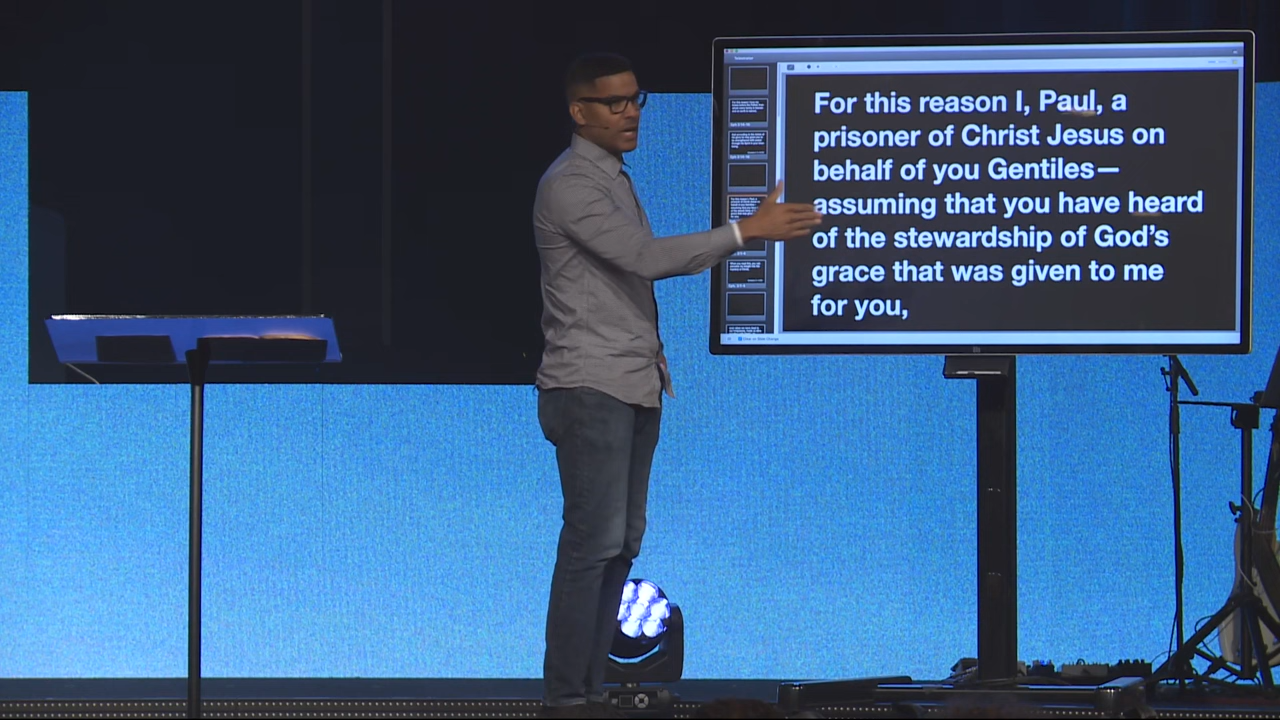 For this reason I, Paul, a
prisoner of Christ Jesus on
behalf of you Gentiles—
assuming that you have heard
of the stewardship of God's
grace that was given to me
for you,